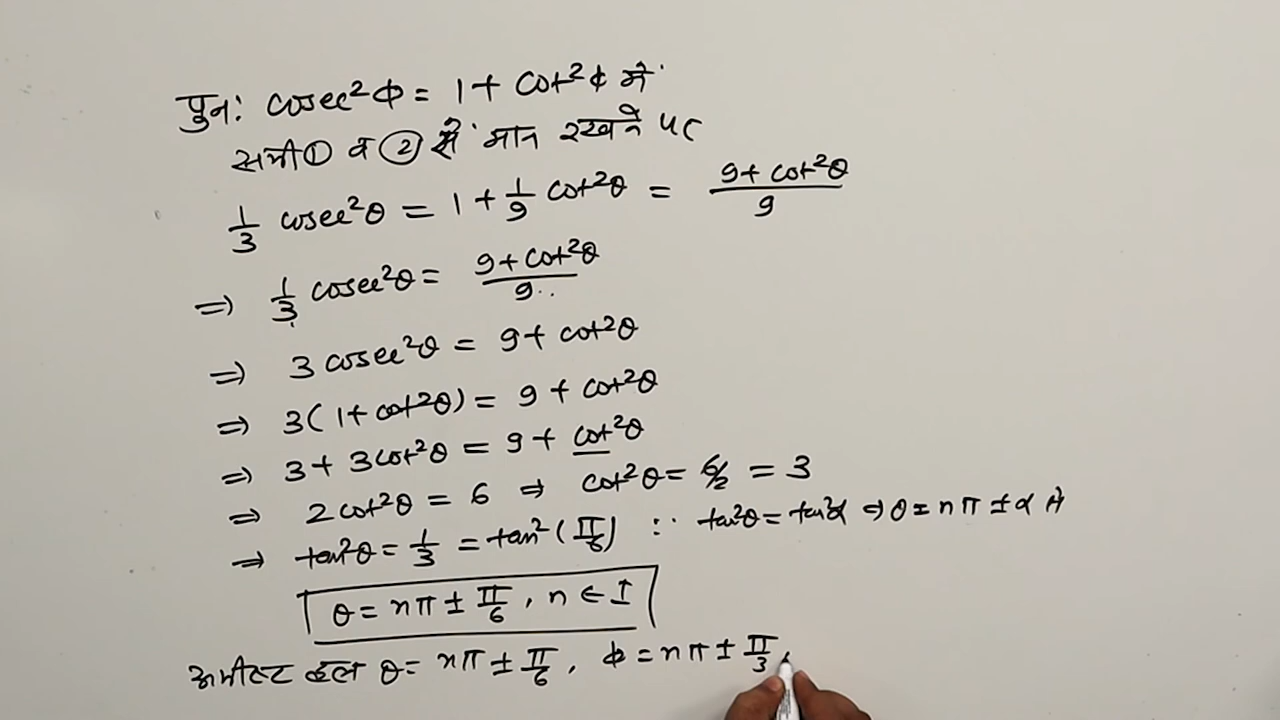 पुनः cosec²ϕ = 1 + cot²ϕ में
समी① व ② से मान रखने पर
1/3 cosec²θ = 1 + 1/9 cot²θ = (9 + cot²θ)/9
⇒ 1/3 cosec²θ = (9 + cot²θ)/9
⇒ 3 cosec²θ = 9 + cot²θ
⇒ 3(1 + cot²θ) = 9 + cot²θ
⇒ 3 + 3cot²θ = 9 + cot²θ
⇒ 2cot²θ = 6 ⇒ cot²θ = 6/2 = 3
⇒ tan²θ = 1/3 = tan²(π/6) ∵ tan²θ = tan²α ⇒ θ = nπ ± α से
θ = nπ ± π/6, n ∈ I
अभीष्ट हल θ = nπ ± π/6, ϕ = nπ ± π/3,